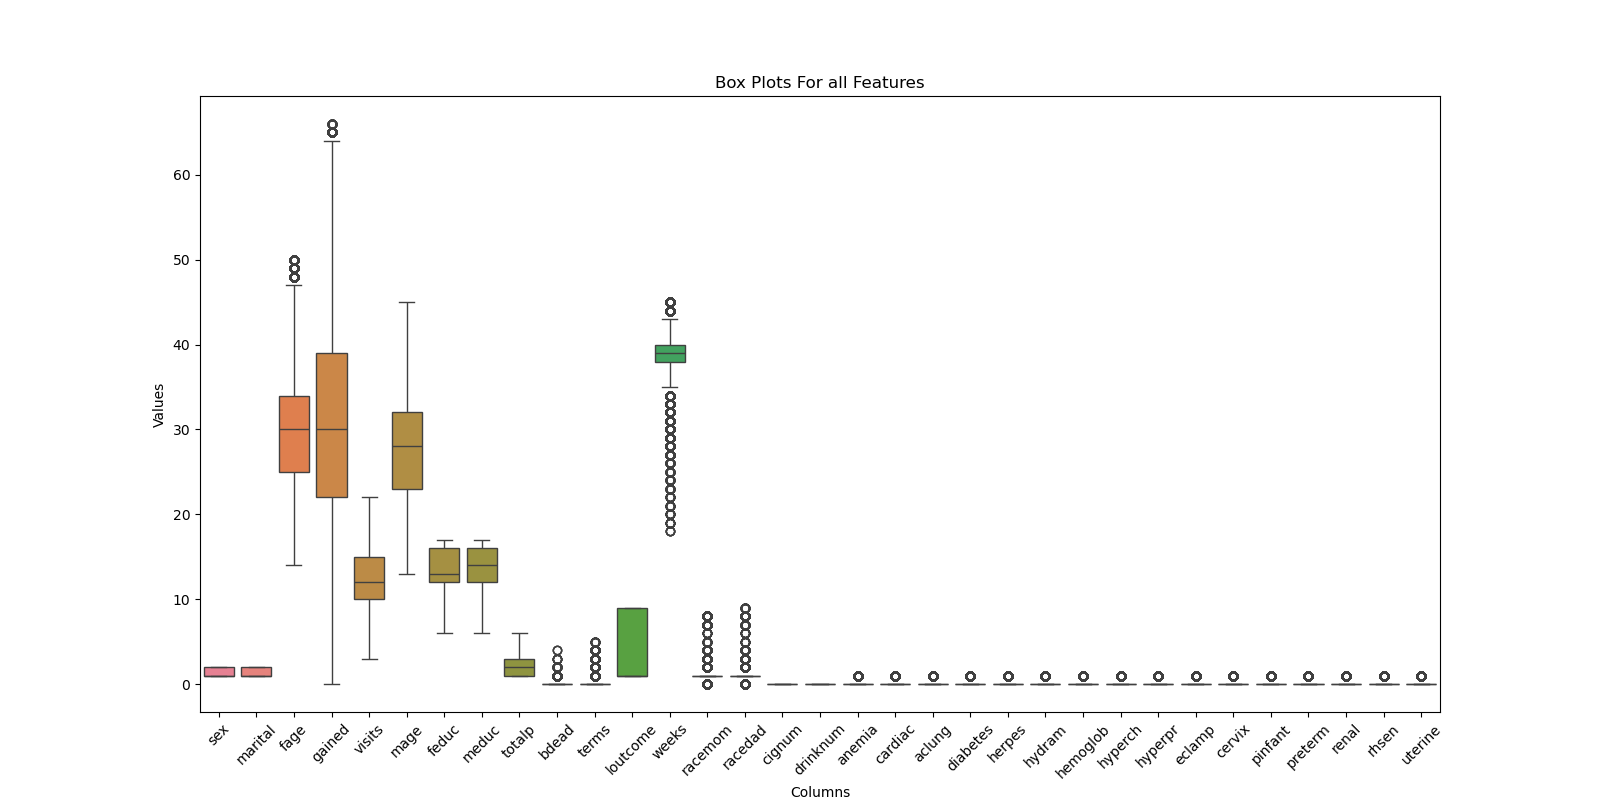 Box Plots For all Features
Values
60
50
40
30
20
10
0
sex marital fage gained visits mage feduc meduc totalp bdead terms loutcome weeks racemom racedad cignum drinknum anemia cardiac aclung diabetes herpes hydram hemoglob hyperch hyperpr eclamp cervix pinfant preterm renal rhsen uterine
Columns